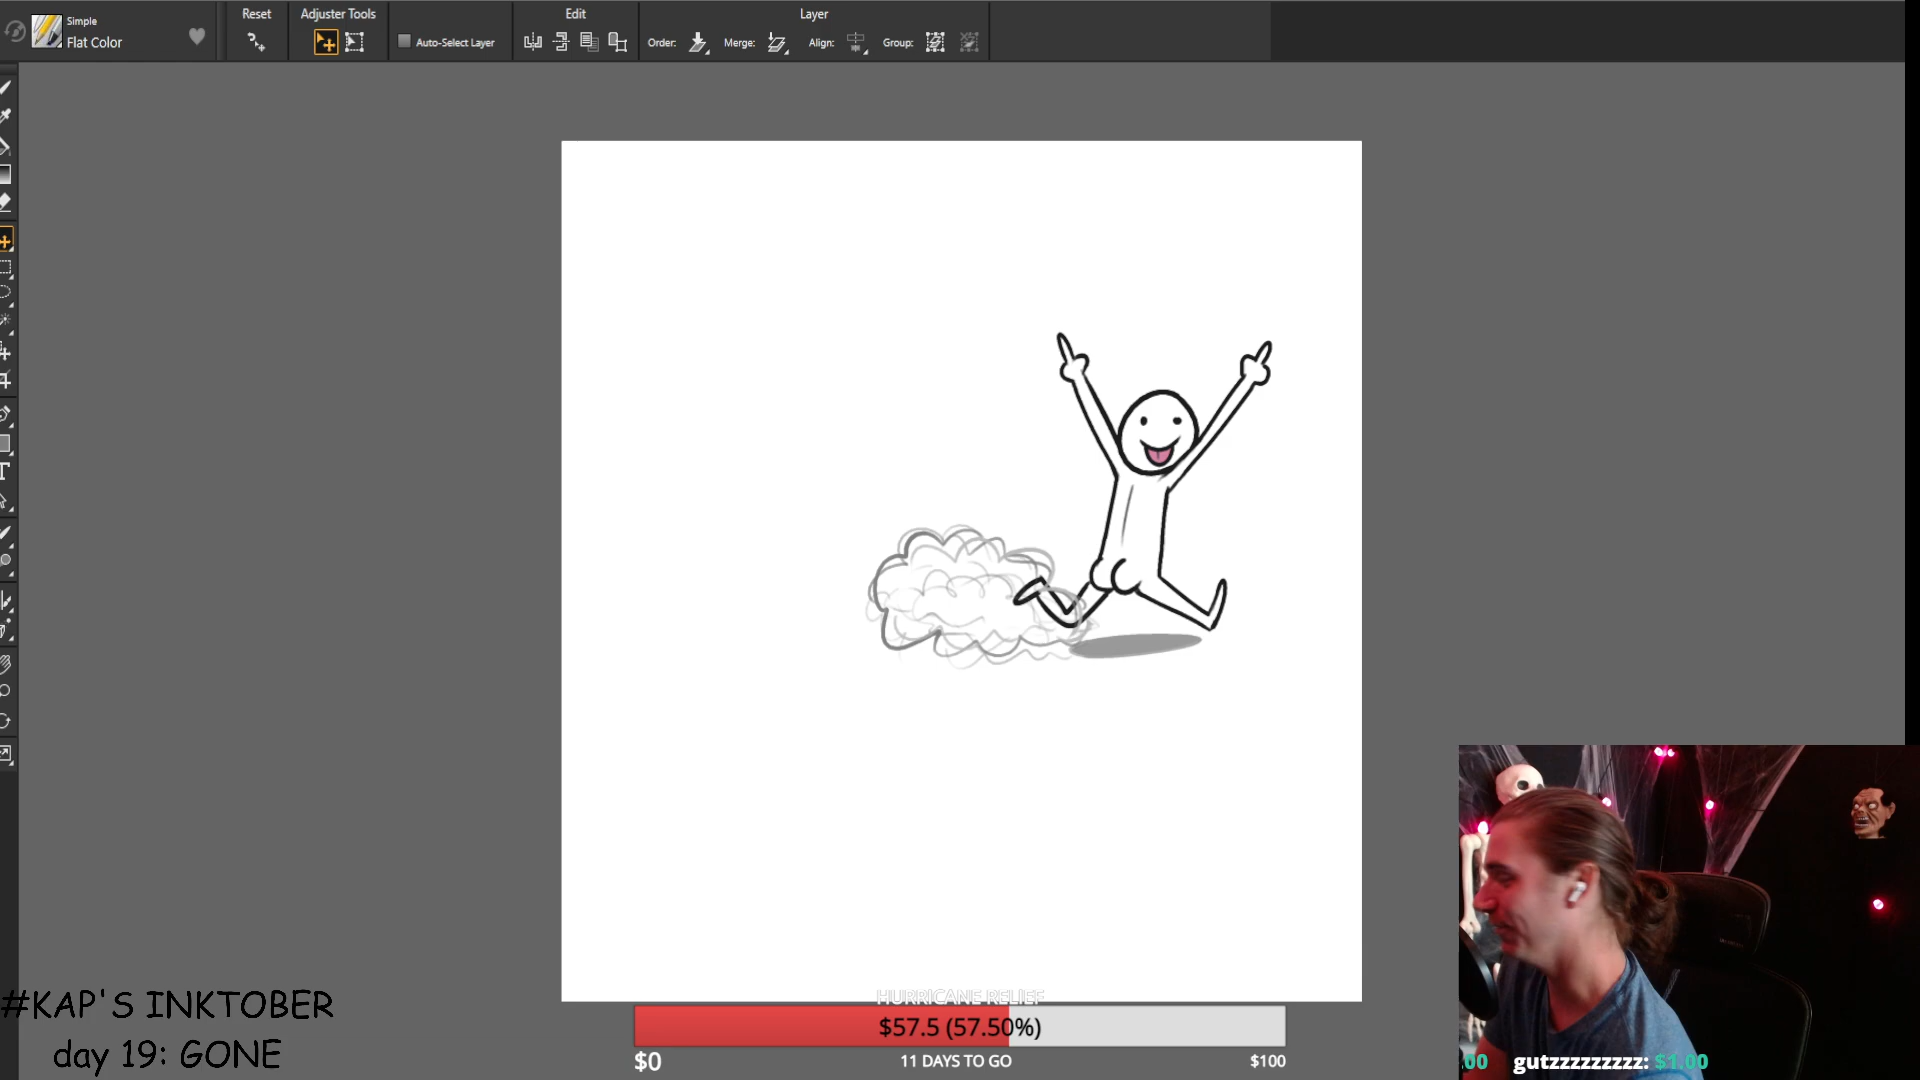 Simple
Flat Color
Reset
Adjuster Tools
Auto-Select Layer
Edit
Layer
Order:
Merge:
Align:
Group:
HURRICANE RELIEF
$57.5 (57.50%)
$0
11 DAYS TO GO
$100
#KAP'S INKTOBER
day 19: GONE
.00 gutzzzzzzzzz: $1.00